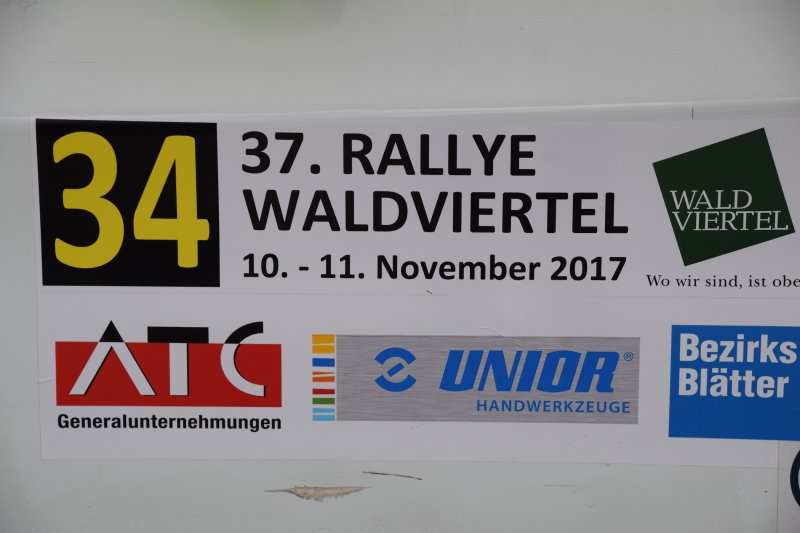 34
37. RALLYE
WALDVIERTEL
10. - 11. November 2017
WALD
VIERTEL
Wo wir sind, ist obe
ATC
Generalunternehmungen
UNIOR®
HANDWERKZEUGE
Bezirks
Blätter